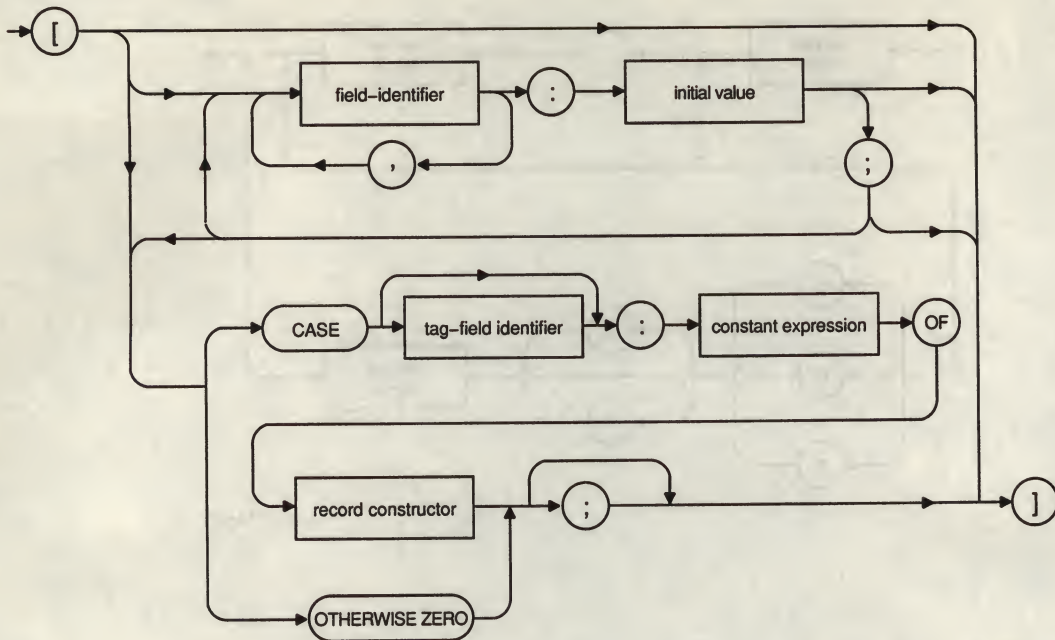 [
field-identifier
:
initial value
,
;
CASE
tag-field identifier
:
constant expression
OF
record constructor
;
]
OTHERWISE ZERO